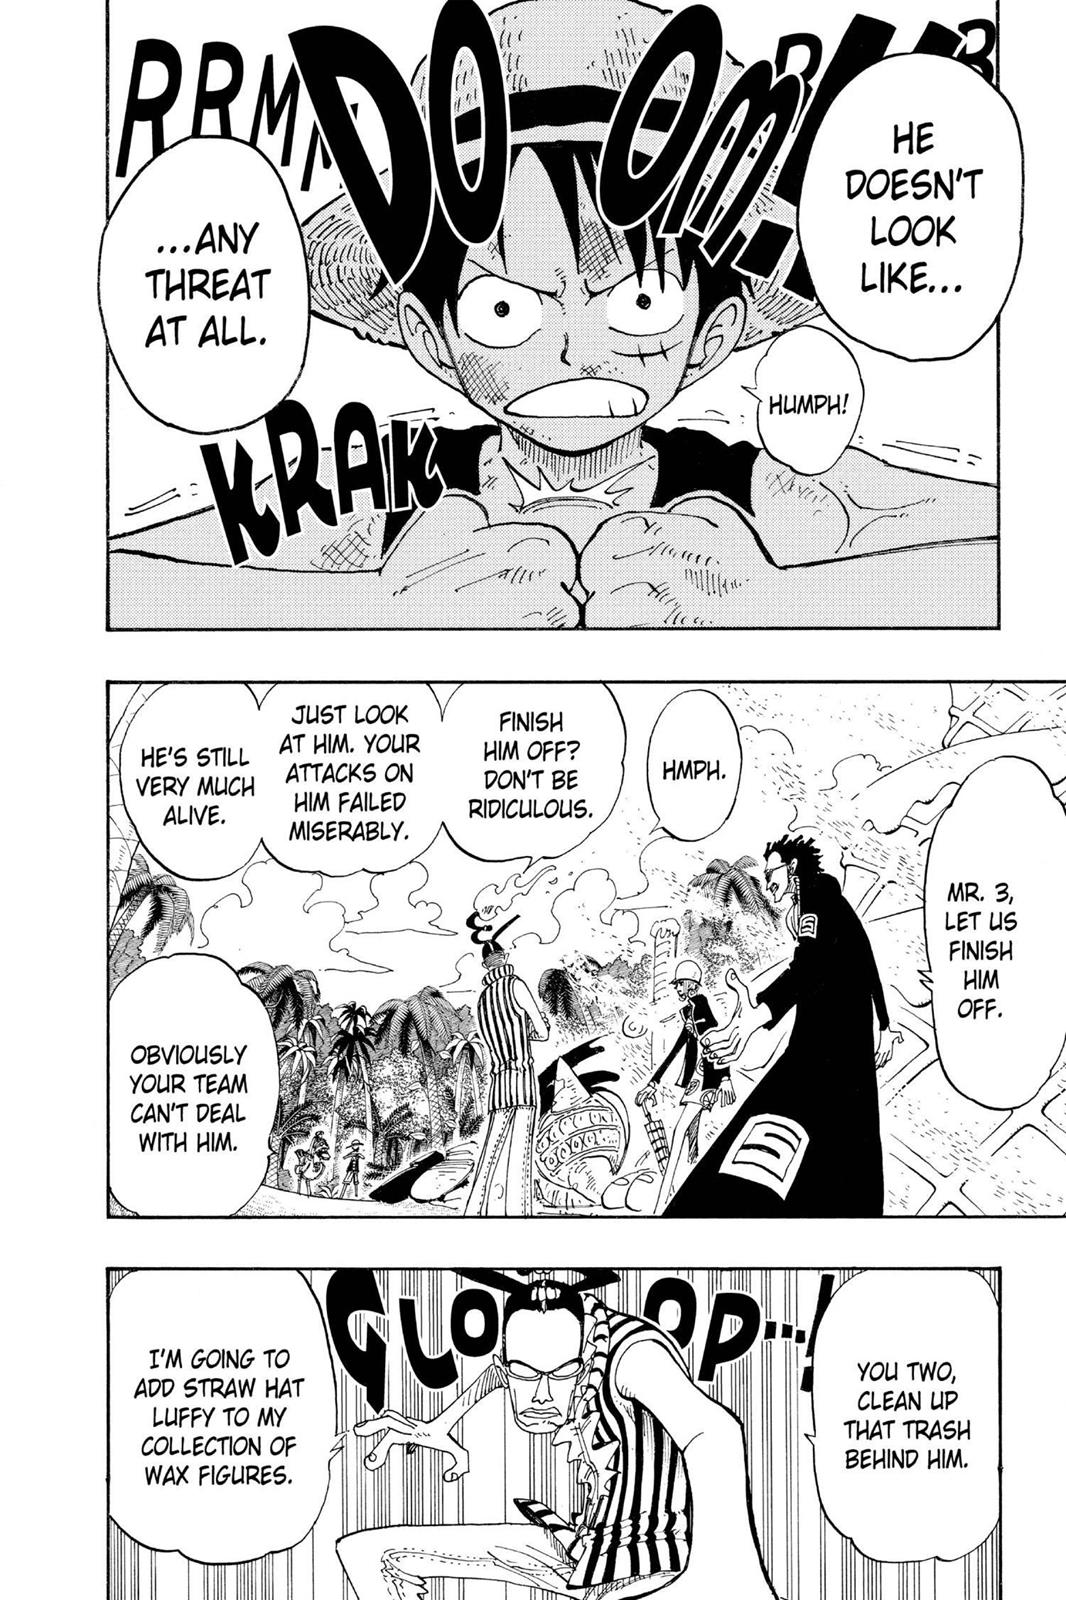 RRMM
DOOM!!
HE
DOESN'T
LOOK
LIKE...
...ANY
THREAT
AT ALL.
HUMPH!
KRAK
MR. 3,
LET US
FINISH
HIM
OFF.
HMPH.
FINISH
HIM OFF?
DON'T BE
RIDICULOUS.
JUST LOOK
AT HIM. YOUR
ATTACKS ON
HIM FAILED
MISERABLY.
HE'S STILL
VERY MUCH
ALIVE.
OBVIOUSLY
YOUR TEAM
CAN'T DEAL
WITH HIM.
YOU TWO,
CLEAN UP
THAT TRASH
BEHIND HIM.
I'M GOING TO
ADD STRAW HAT
LUFFY TO MY
COLLECTION OF
WAX FIGURES.